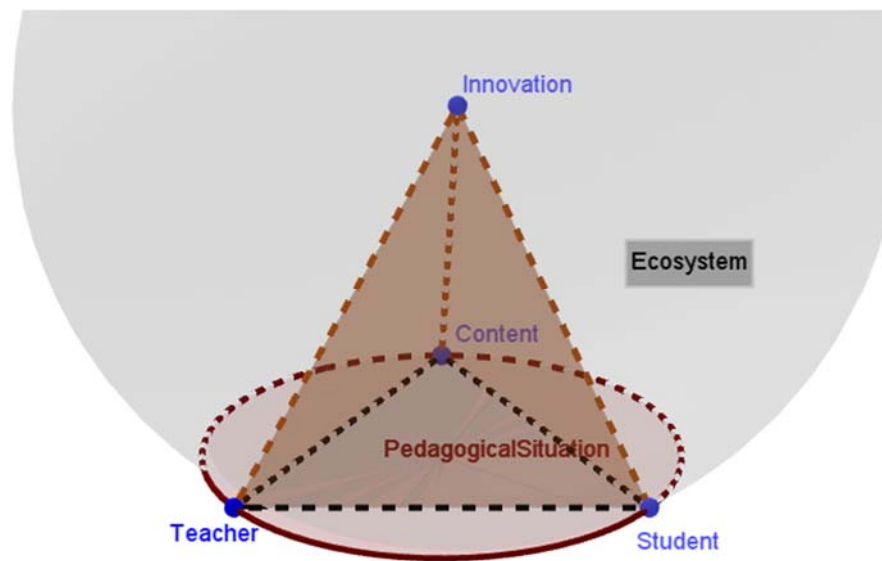 Innovation
Ecosystem
Content
PedagogicalSituation
Teacher
Student